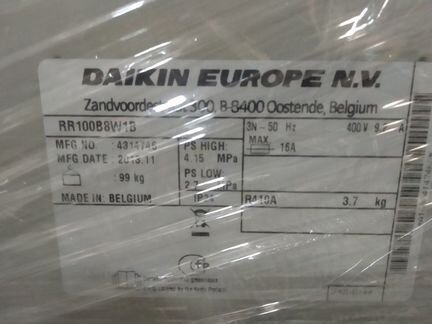 DAIKIN EUROPE N.V.
300, B-8400 Oostende, Belgium
RR100B8W1B
3N~50 Hz 400 V
MFG NO :
PS HIGH:
4.15 MPa
MAX.
16A
MFG DATE : 2013.11
: 99 kg
PS LOW:
MPa
MADE IN: BELGIUM
R410A 3.7 kg